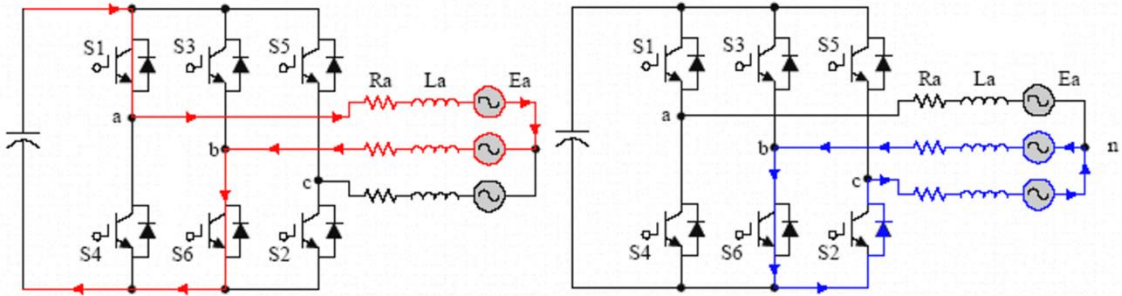 S1 S3 S5
Ra La Ea
a
b
c
S4 S6 S2
S1 S3 S5
Ra La Ea
a
b n
c
S4 S6 S2